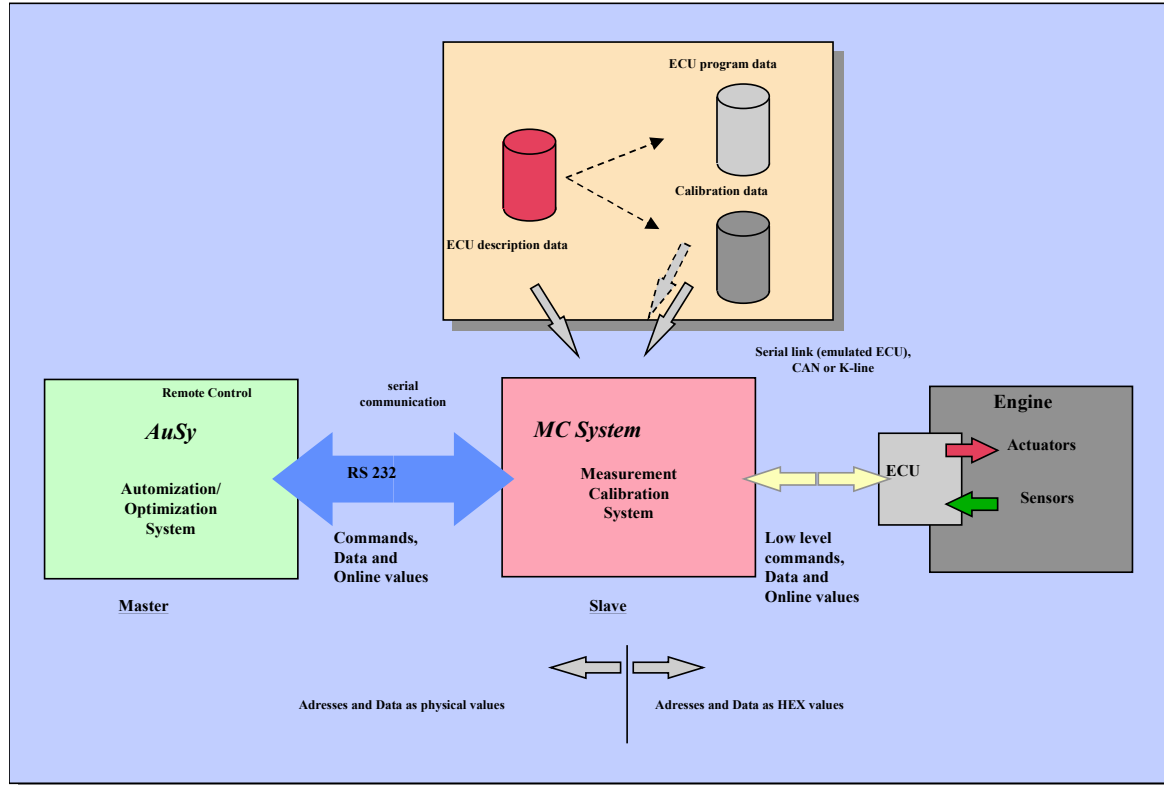 ECU program data
Calibration data
ECU description data
Serial link (emulated ECU),
CAN or K-line
Remote Control
AuSy
Automization/
Optimization
System
Master
serial
communication
RS 232
Commands,
Data and
Online values
MC System
Measurement
Calibration
System
Slave
Low level
commands,
Data and
Online values
Engine
ECU
Actuators
Sensors
Adresses and Data as physical values
Adresses and Data as HEX values